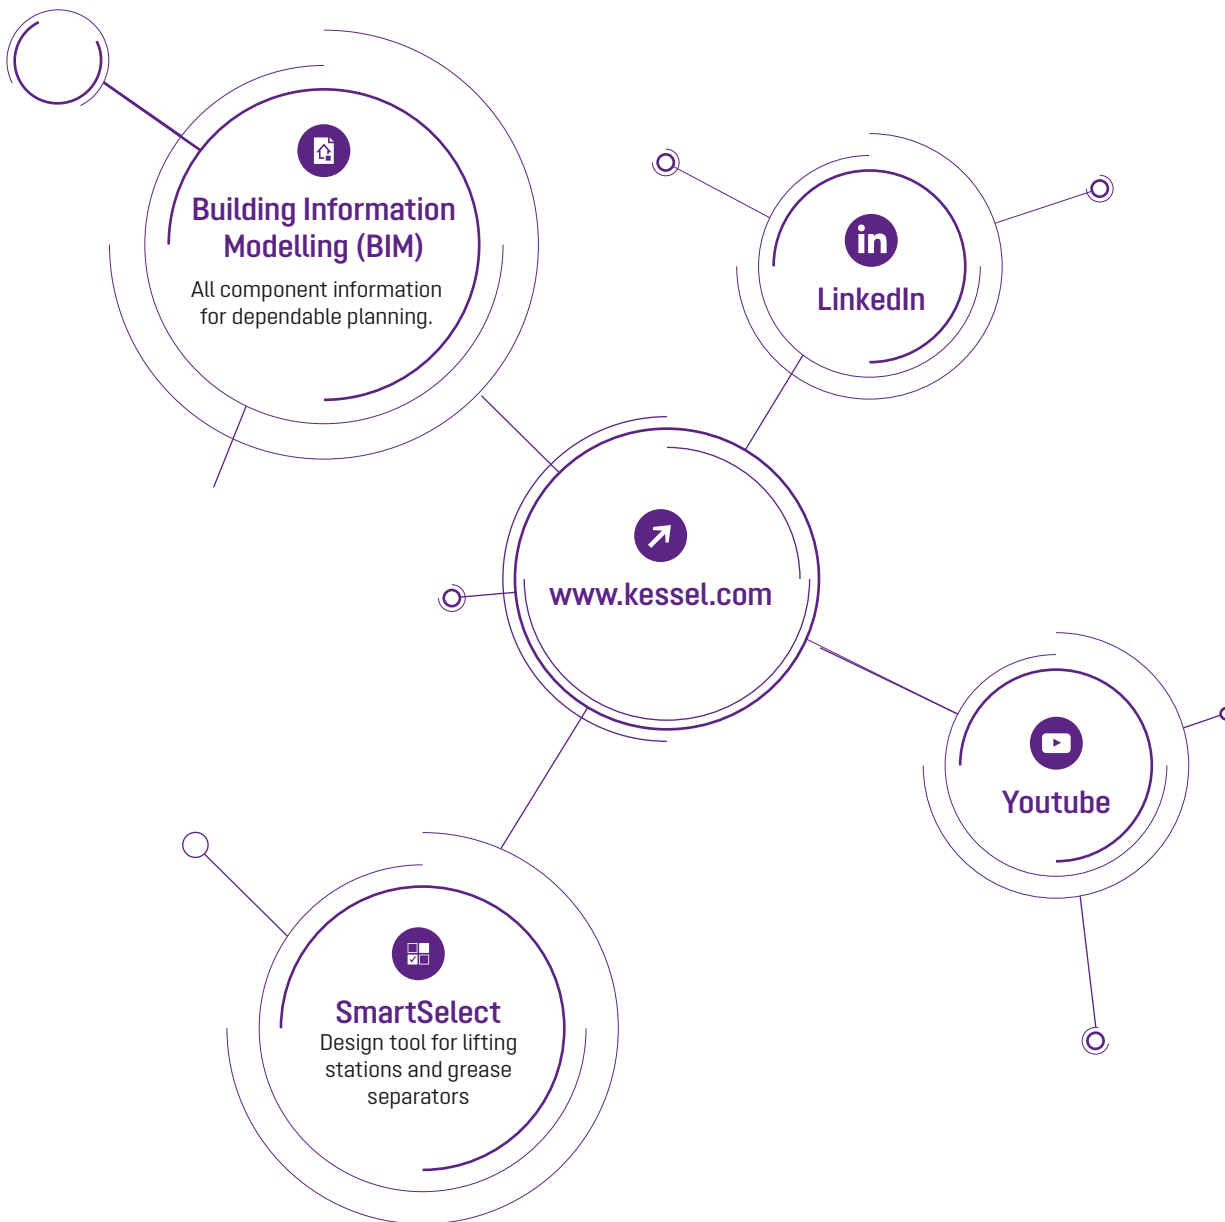 Building Information
Modelling (BIM)
All component information
for dependable planning.
in
LinkedIn
www.kessel.com
Youtube
SmartSelect
Design tool for lifting
stations and grease
separators